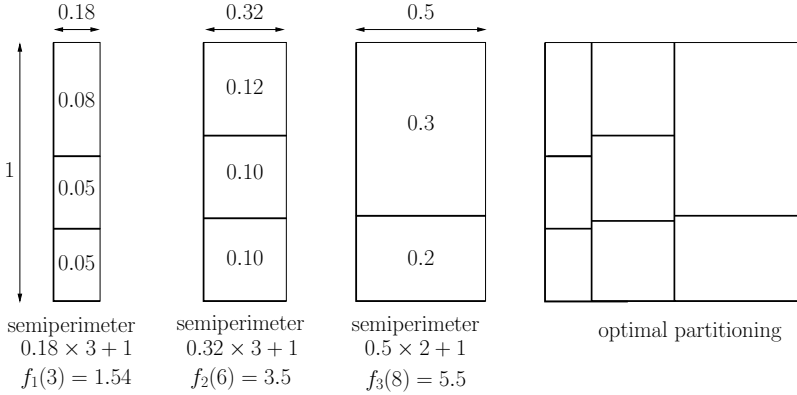 0.18
0.32
0.5
1
0.08
0.05
0.05
0.12
0.10
0.10
0.3
0.2
semiperimeter
0.18 × 3 + 1
f₁(3) = 1.54
semiperimeter
0.32 × 3 + 1
f₂(6) = 3.5
semiperimeter
0.5 × 2 + 1
f₃(8) = 5.5
optimal partitioning